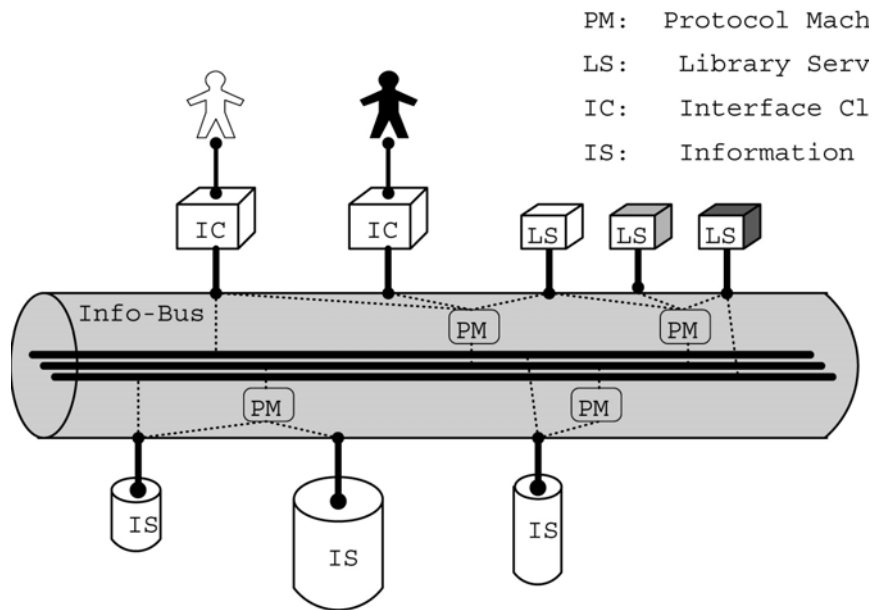 PM: Protocol Mach
LS: Library Serv
IC: Interface Cl
IS: Information
IC
IC
LS
LS
LS
Info-Bus
PM
PM
PM
PM
IS
IS
IS